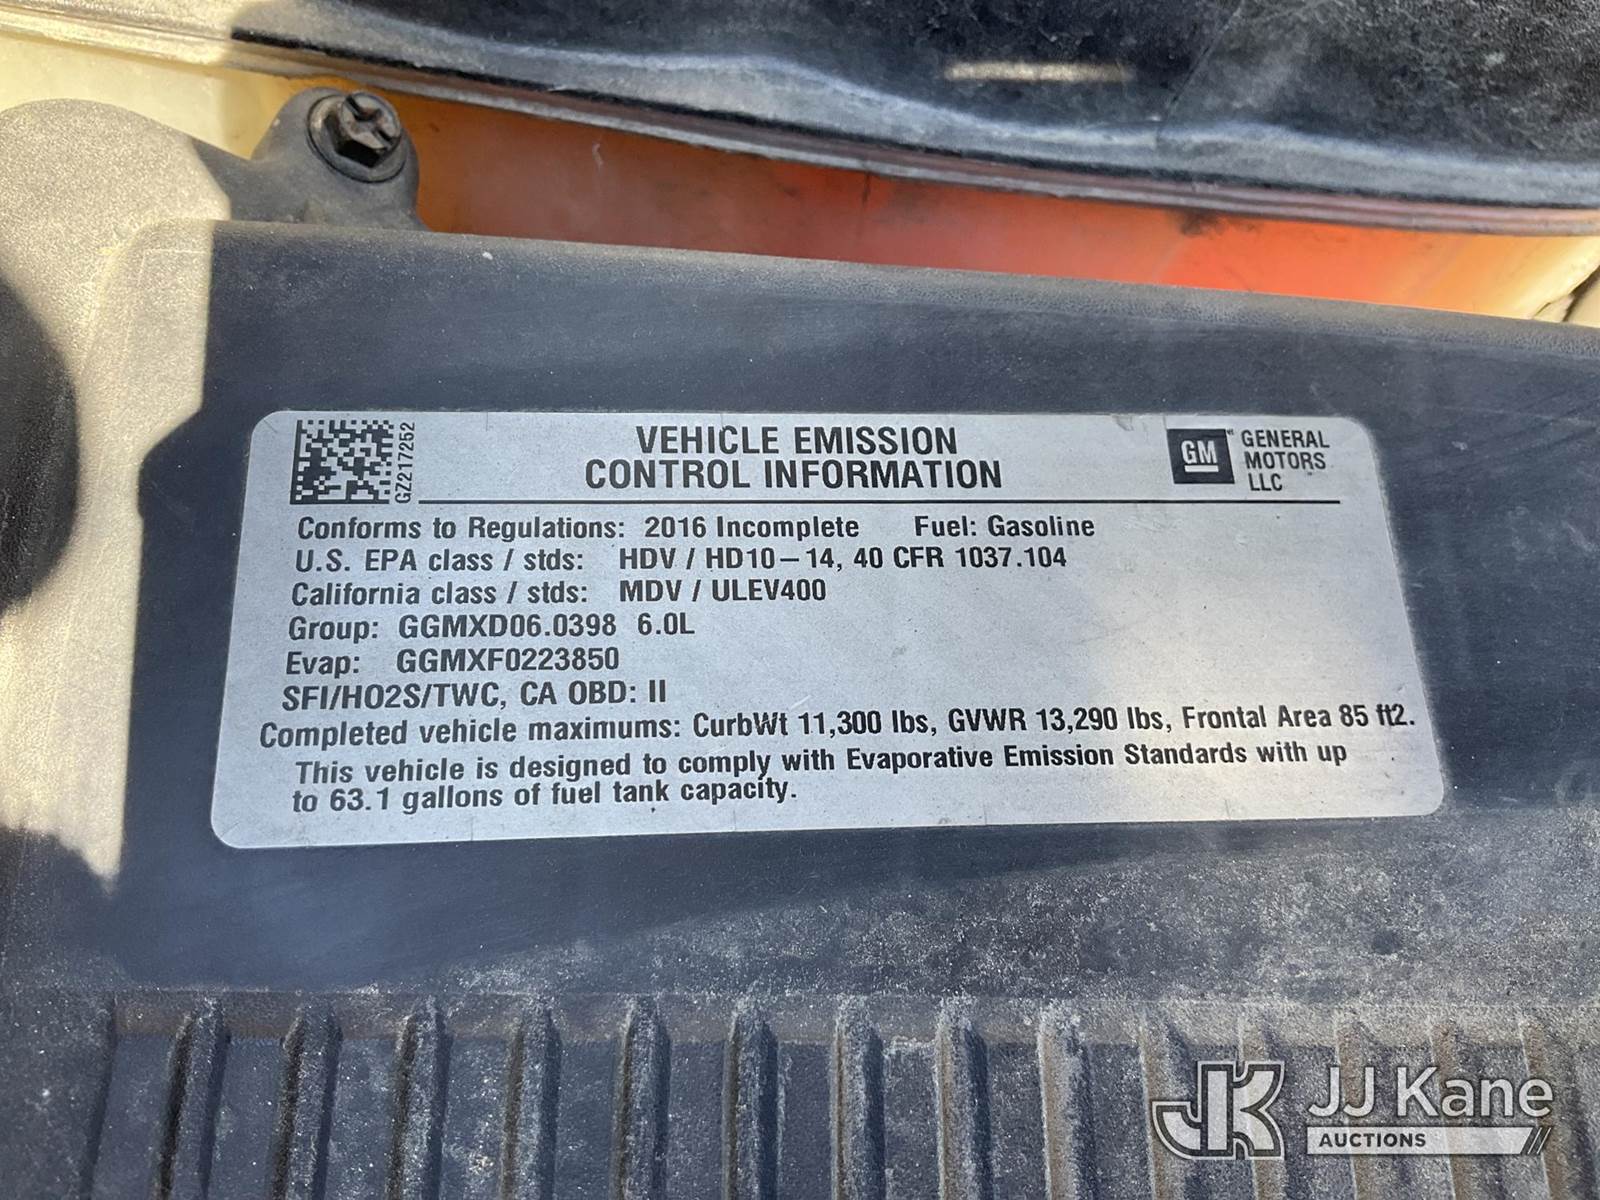 GZ217252
VEHICLE EMISSION
CONTROL INFORMATION
GM
GENERAL
MOTORS
LLC
Conforms to Regulations: 2016 Incomplete Fuel: Gasoline
U.S. EPA class / stds: HDV / HD10-14, 40 CFR 1037.104
California class / stds: MDV / ULEV400
Group: GGMXD06.0398 6.0L
Evap: GGMXF0223850
SFI/HO2S/TWC, CA OBD: II
Completed vehicle maximums: CurbWt 11,300 lbs, GVWR 13,290 lbs, Frontal Area 85 ft2.
This vehicle is designed to comply with Evaporative Emission Standards with up
to 63.1 gallons of fuel tank capacity.
JK JJ Kane
AUCTIONS